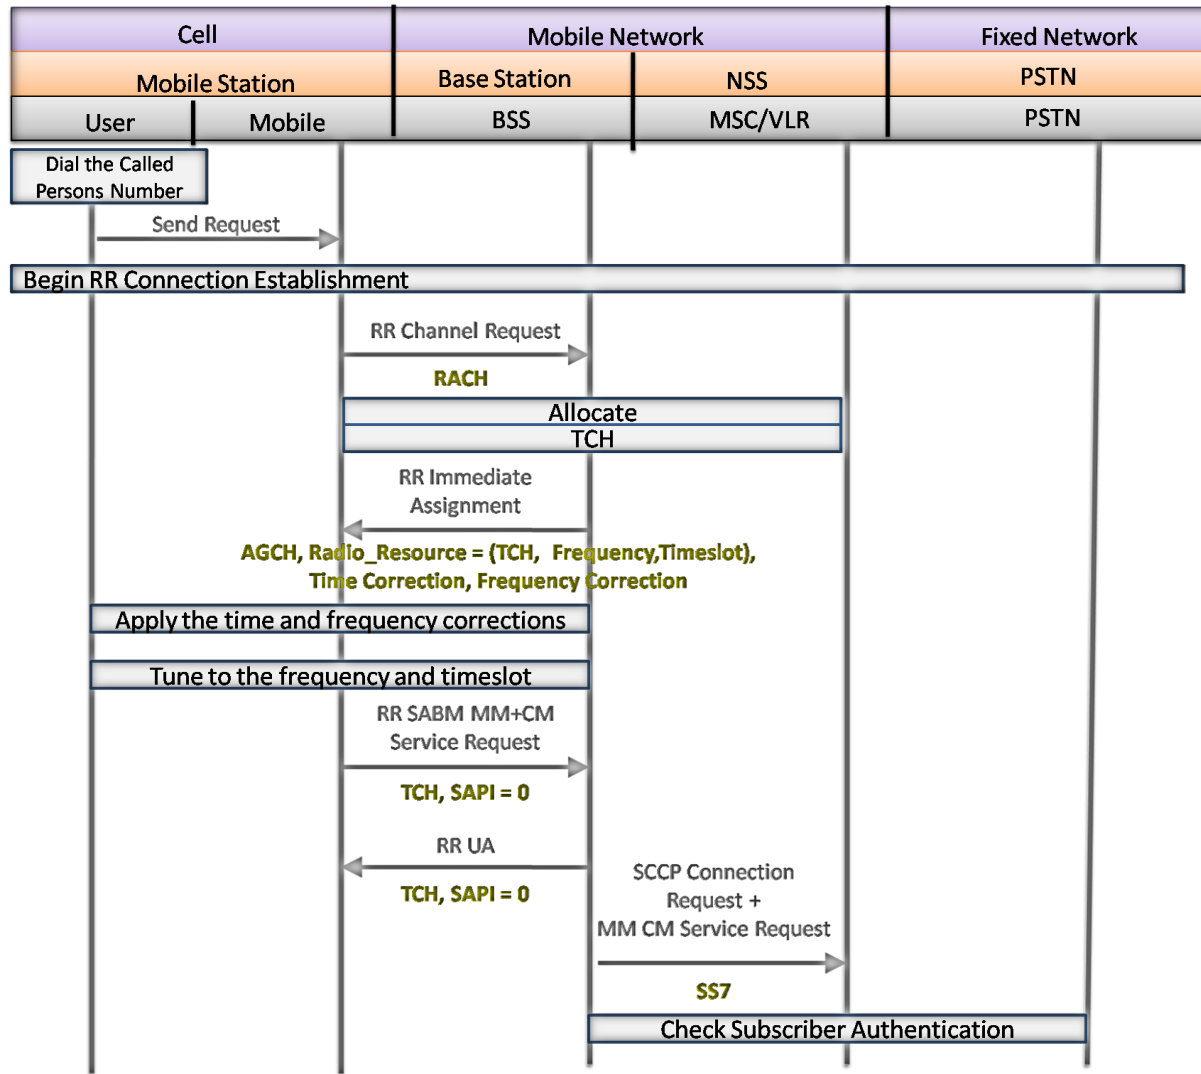 Cell
Mobile Network
Fixed Network
Mobile Station
Base Station
NSS
PSTN
User
Mobile
BSS
MSC/VLR
PSTN
Dial the Called
Persons Number
Send Request
Begin RR Connection Establishment
RR Channel Request
RACH
Allocate
TCH
RR Immediate
Assignment
AGCH, Radio_Resource = (TCH, Frequency,Timeslot),
Time Correction, Frequency Correction
Apply the time and frequency corrections
Tune to the frequency and timeslot
RR SABM MM+CM
Service Request
TCH, SAPI = 0
RR UA
TCH, SAPI = 0
SCCP Connection
Request +
MM CM Service Request
SS7
Check Subscriber Authentication